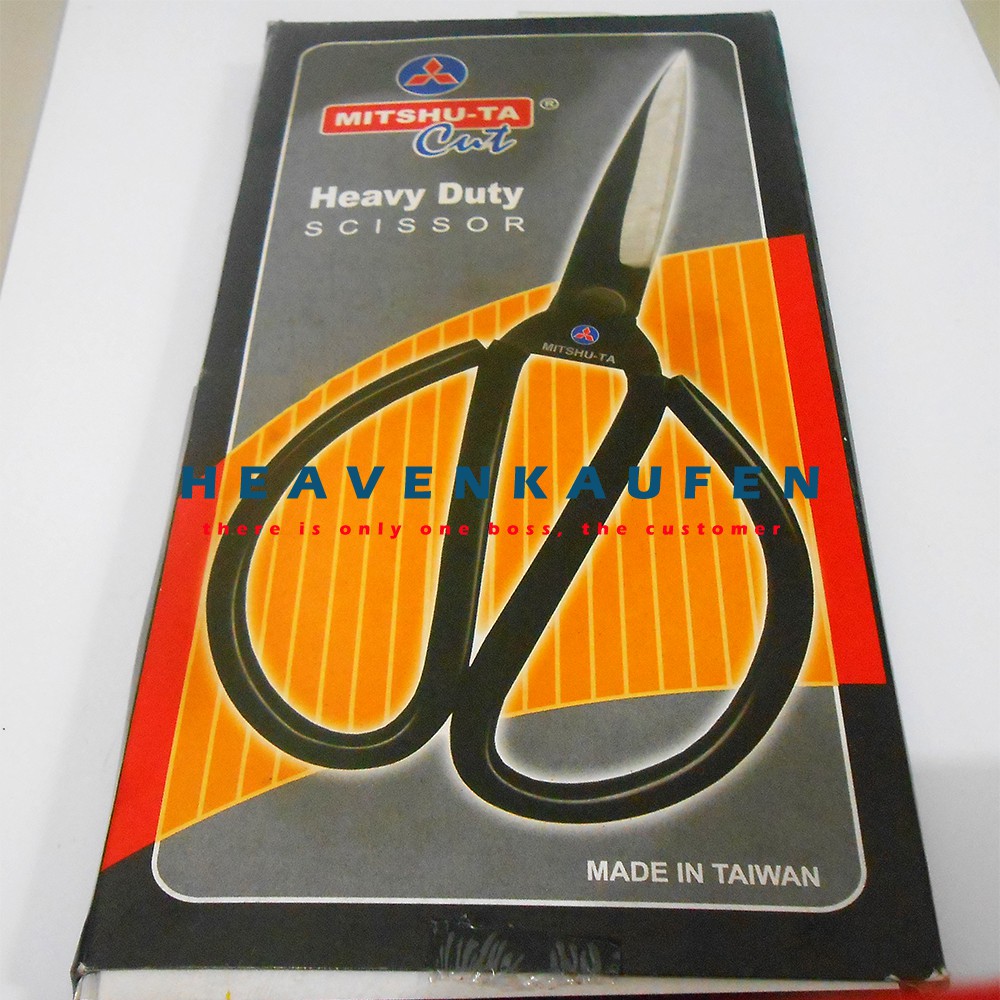 MITSHU-TA ®
Cut
Heavy Duty
SCISSOR
MITSHU-TA
HEAVENKAUFEN
there is only one boss, the customer
MADE IN TAIWAN